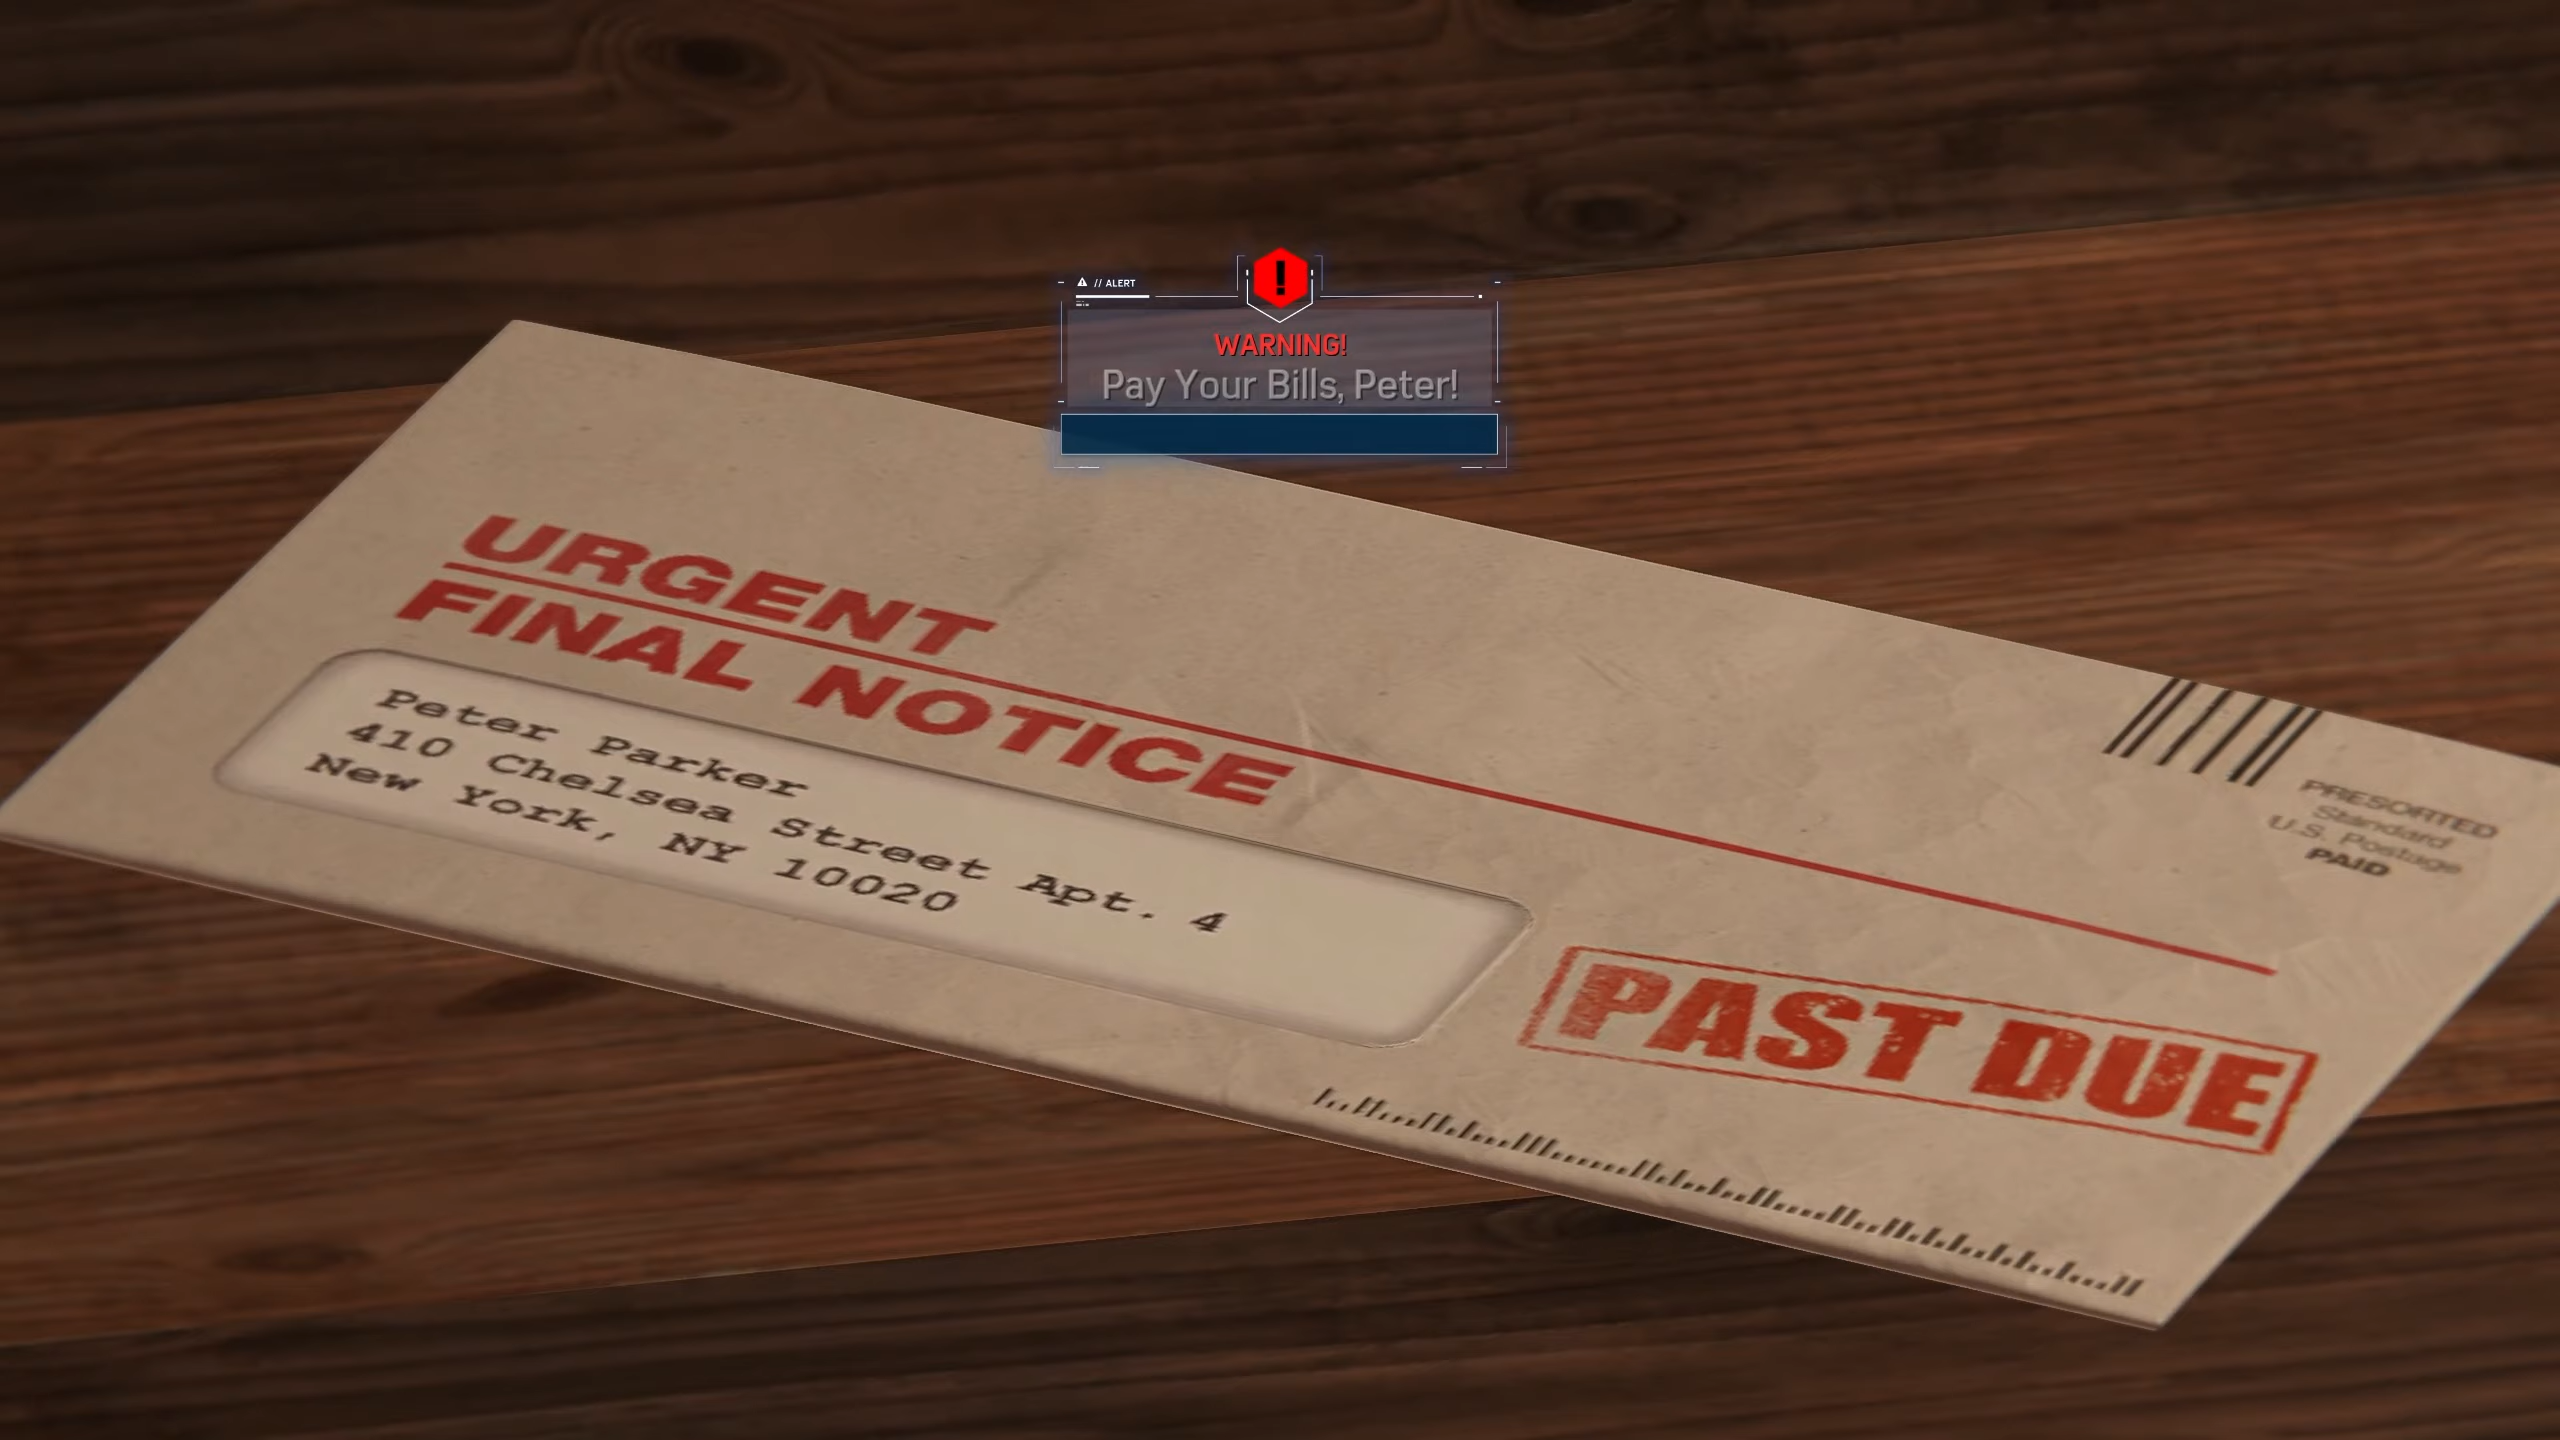 // ALERT
WARNING!
Pay Your Bills, Peter!
URGENT
FINAL NOTICE
Peter Parker
410 Chelsea Street Apt. 4
New York, NY 10020
PRESORTED
Standard
U.S. Postage
PAID
PAST DUE